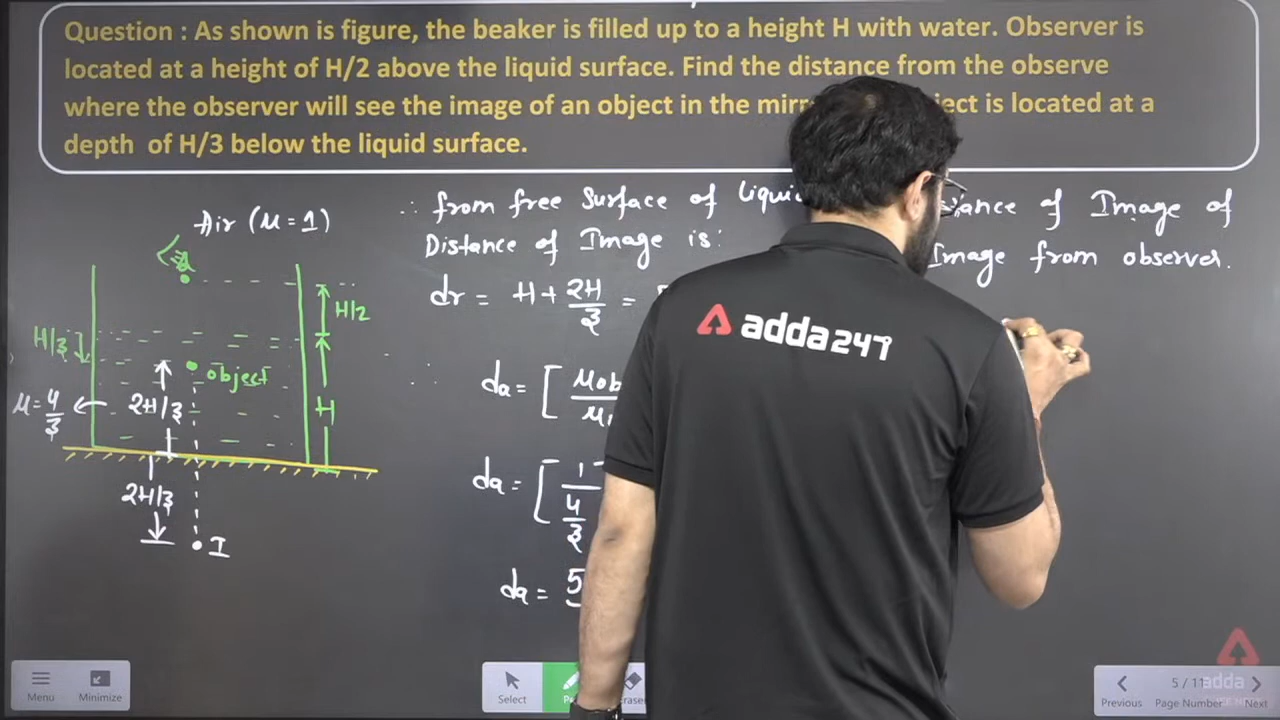 Question : As shown is figure, the beaker is filled up to a height H with water. Observer is
located at a height of H/2 above the liquid surface. Find the distance from the observe
where the observer will see the image of an object in the
is located at a
depth of H/3 below the liquid surface.
Air (μ = 1)
H/2
H/3
object
μ = 4/3
2H/3
H
2H/3
I
∴ from free Surface of
Distance of Image is:
dr = H + 2H/3 =
da = [
da = [ 1 / 4/3
da = 5
of Image of
Image from observer.
adda247
Menu
Minimize
Select
Previous
5 / 11
Page Number
Next
adda